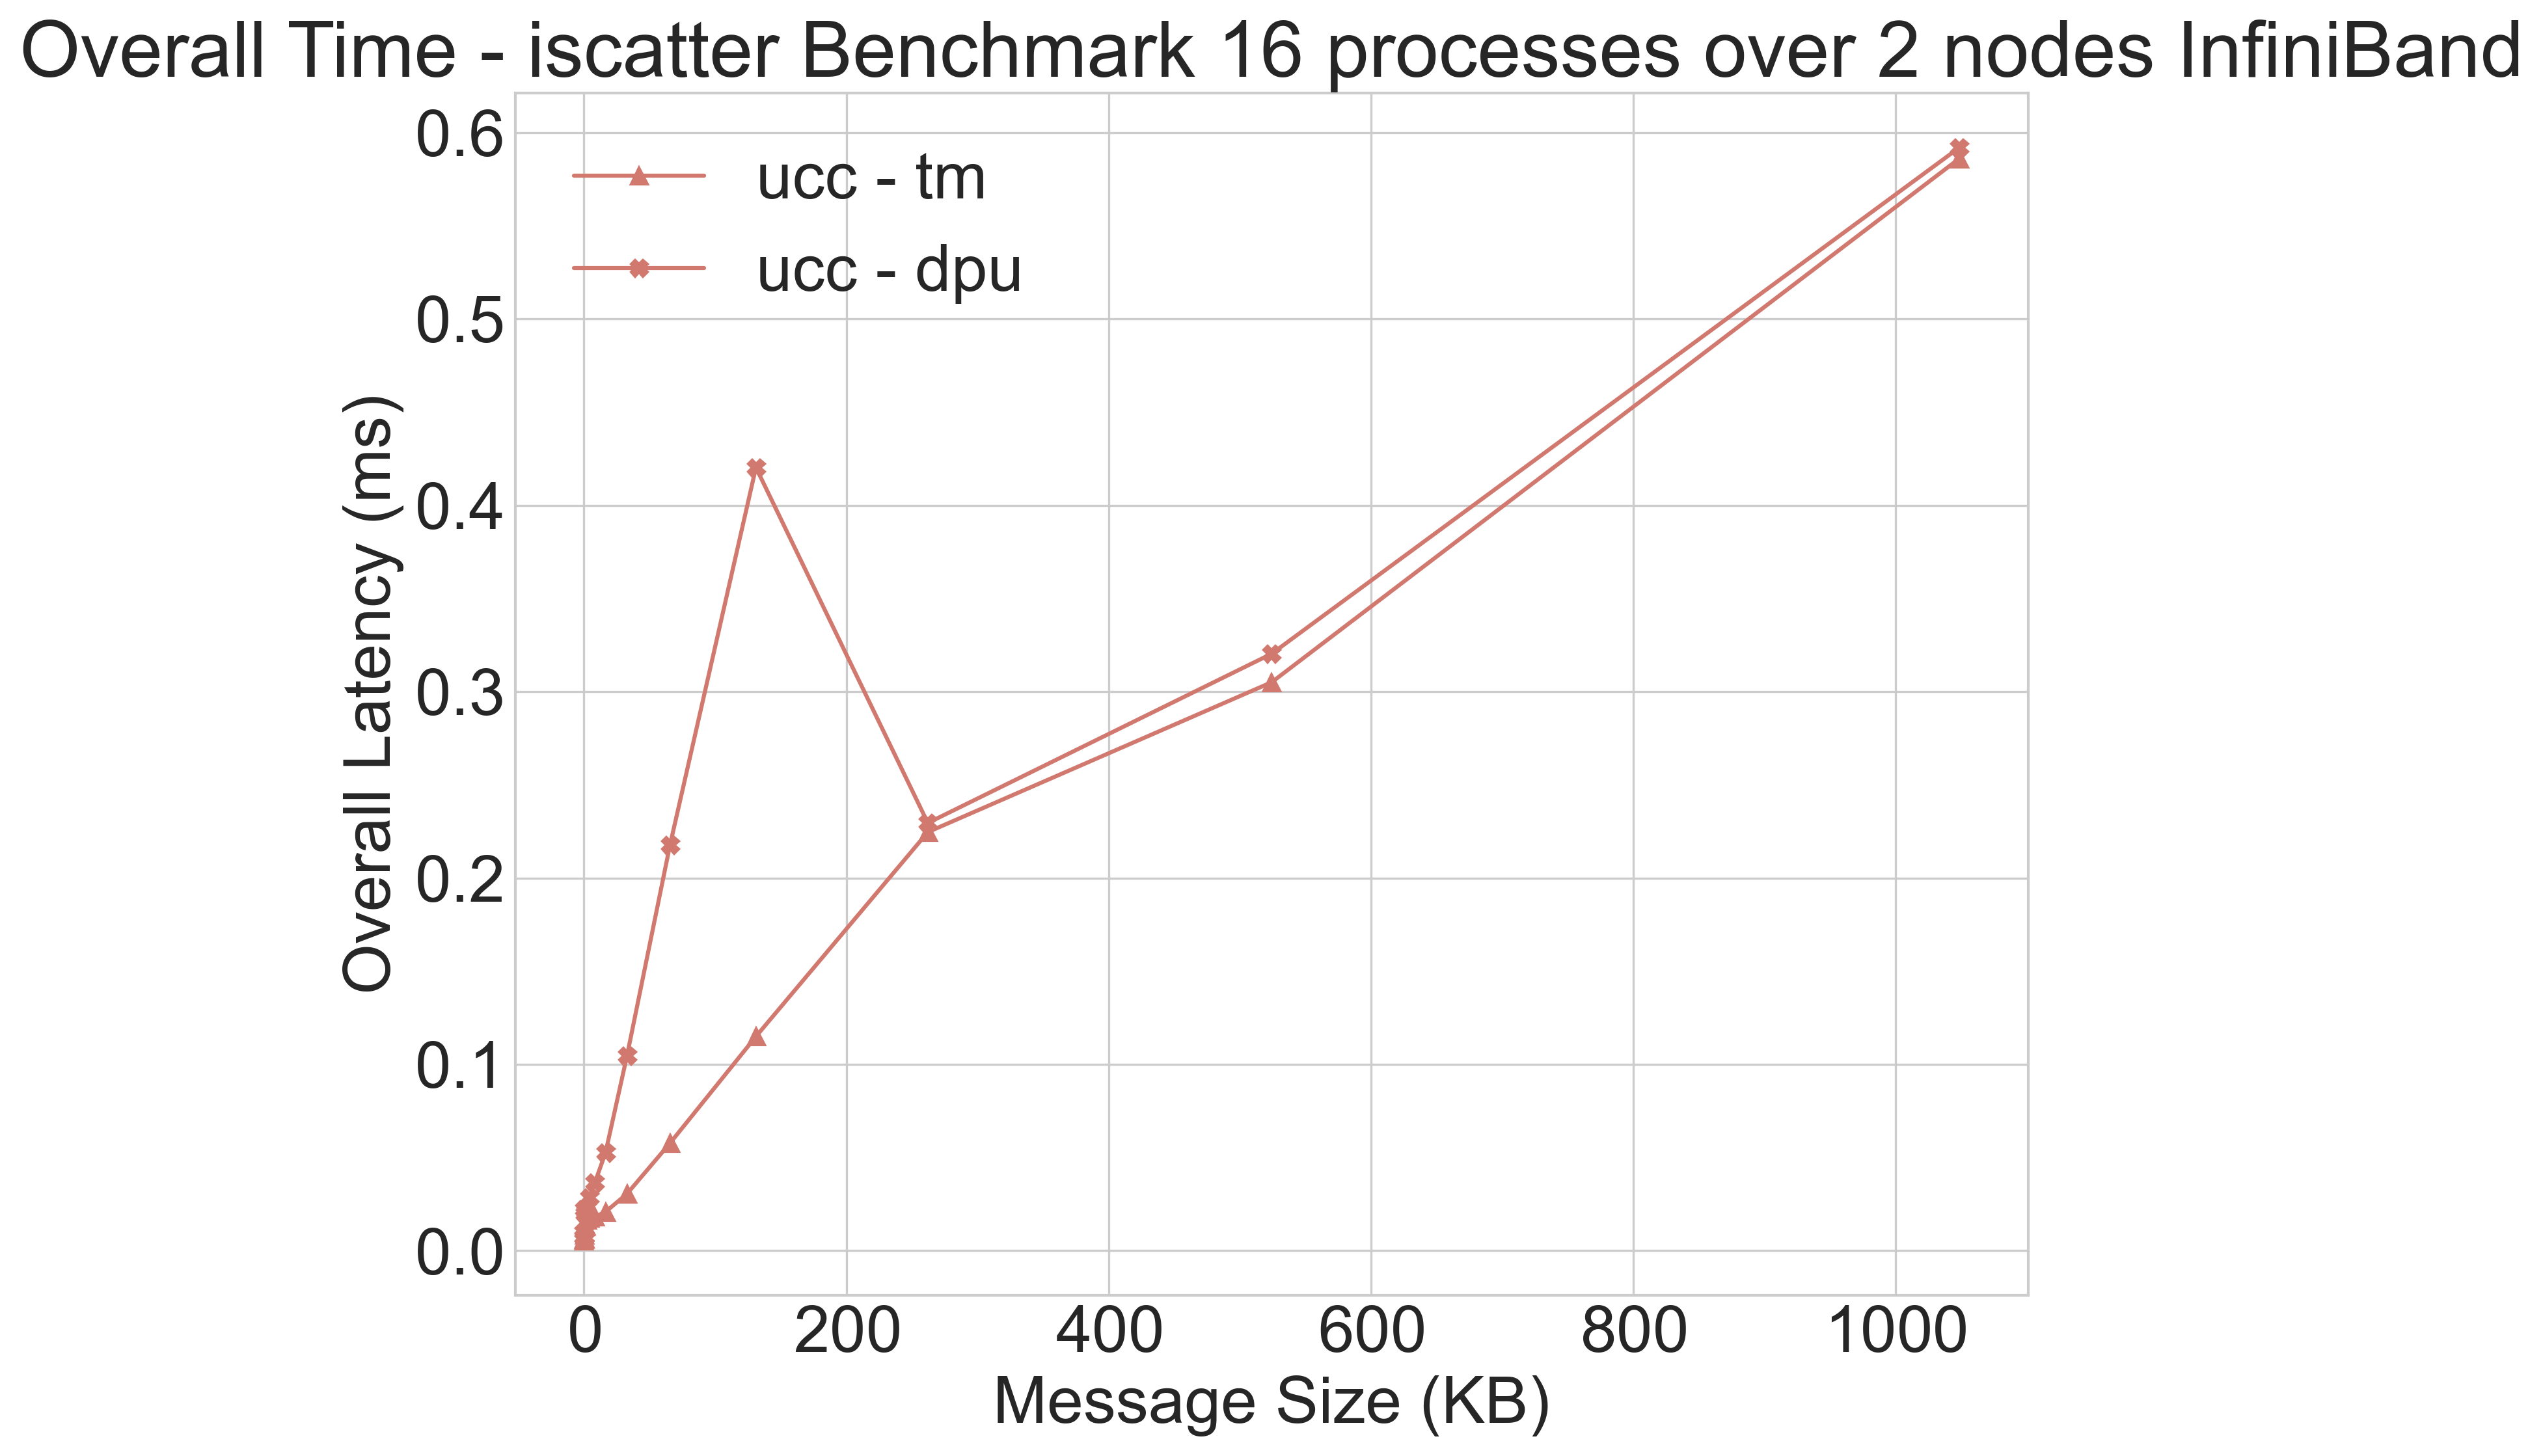 Overall Time - iscatter Benchmark 16 processes over 2 nodes InfiniBand
ucc - tm
ucc - dpu
Overall Latency (ms)
0.6
0.5
0.4
0.3
0.2
0.1
0.0
0 200 400 600 800 1000
Message Size (KB)